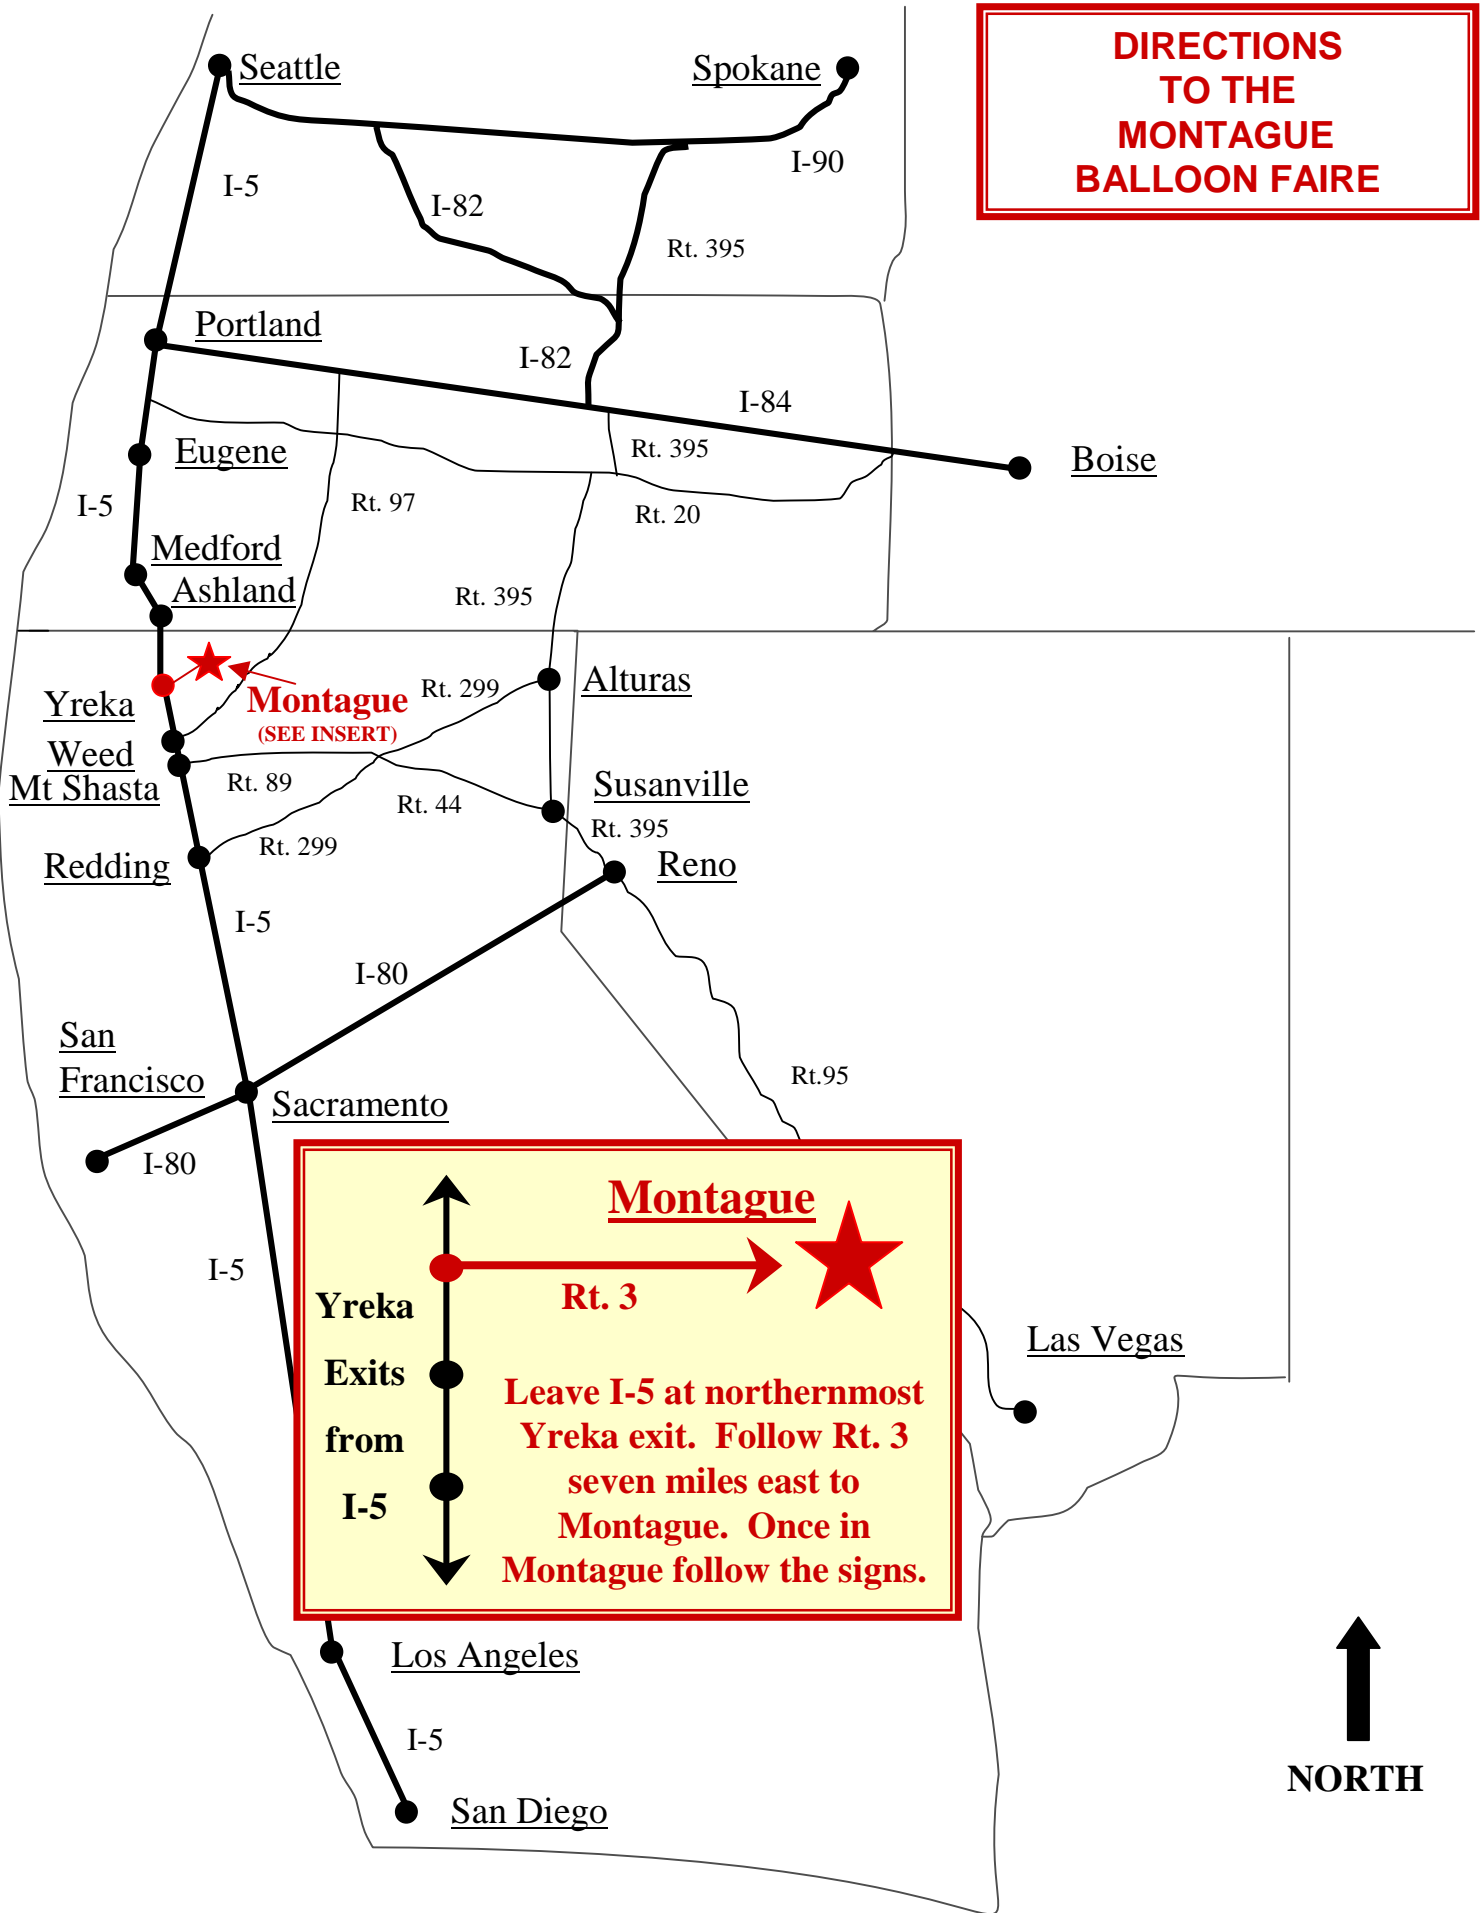 DIRECTIONS
TO THE
MONTAGUE
BALLOON FAIRE
Seattle
Spokane
I-90
I-5
I-82
Rt. 395
Portland
I-82
I-84
Eugene
Rt. 395
Boise
I-5
Rt. 97
Rt. 20
Medford
Ashland
Rt. 395
Yreka
Montague
(SEE INSERT)
Rt. 299
Alturas
Weed
Mt Shasta
Rt. 89
Rt. 44
Susanville
Rt. 395
Redding
Rt. 299
Reno
I-5
I-80
San
Francisco
Sacramento
Rt.95
I-80
I-5
Montague
Rt. 3
Yreka
Exits
from
I-5
Leave I-5 at northernmost
Yreka exit. Follow Rt. 3
seven miles east to
Montague. Once in
Montague follow the signs.
Las Vegas
Los Angeles
I-5
San Diego
NORTH